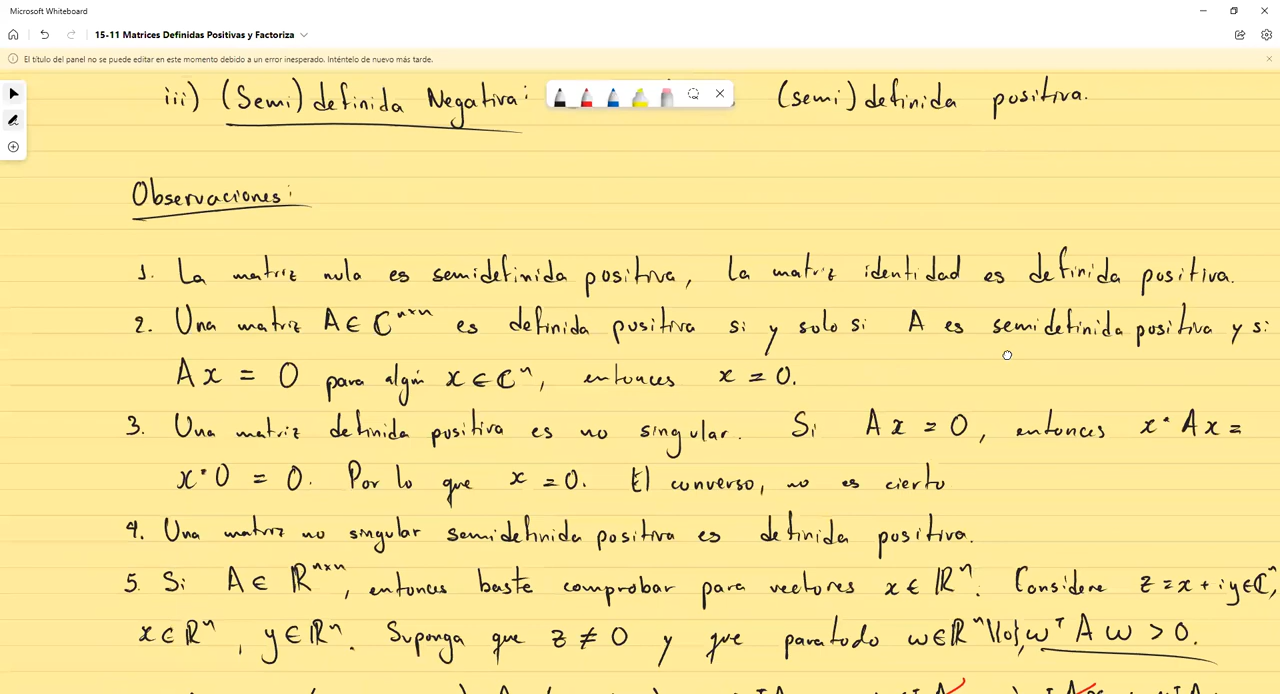 Microsoft Whiteboard
15-11 Matrices Definidas Positivas y Factoriza
El título del panel no se puede editar en este momento debido a un error inesperado. Inténtelo de nuevo más tarde.
iii) (Semi) definida Negativa: (semi) definida positiva.
Observaciones:
1. La matriz nula es semidefinida positiva, la matriz identidad es definida positiva.
2. Una matriz A ∈ ℂⁿˣⁿ es definida positiva si y solo si A es semidefinida positiva y si
Ax = 0 para algún x ∈ ℂⁿ, entonces x = 0.
3. Una matriz definida positiva es no singular. Si Ax = 0, entonces x* Ax =
x* 0 = 0. Por lo que x = 0. El converso, no es cierto
4. Una matriz no singular semidefinida positiva es definida positiva.
5. Si A ∈ ℝⁿˣⁿ, entonces baste comprobar para vectores x ∈ ℝⁿ. Considere z = x + iy ∈ ℂⁿ,
x ∈ ℝⁿ, y ∈ ℝⁿ. Suponga que z ≠ 0 y que para todo w ∈ ℝⁿ\{0}, wᵀ A w > 0.